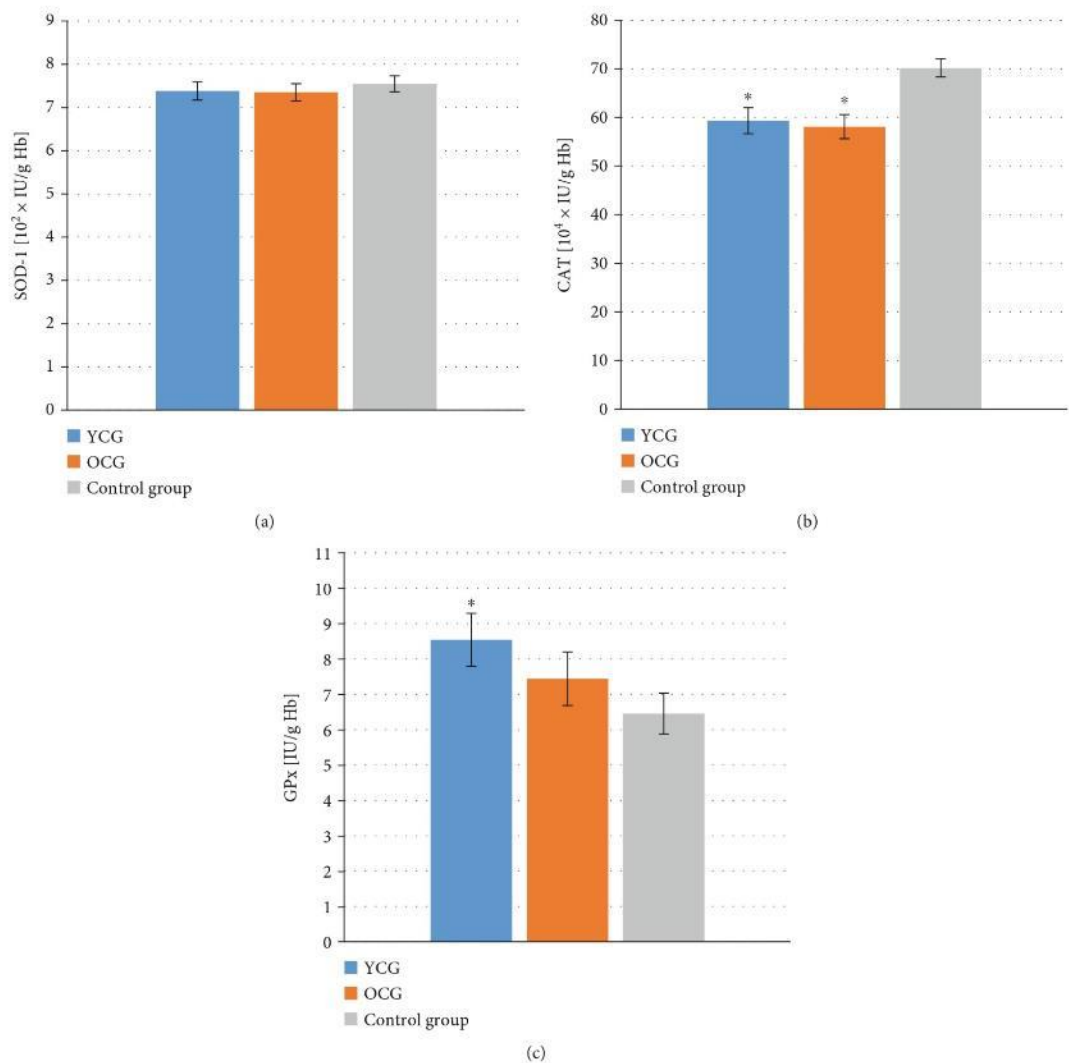 9
8
7
6
5
4
3
2
1
0
SOD-1 [10² × IU/g Hb]
YCG
OCG
Control group
(a)
80
70
60
50
40
30
20
10
0
CAT [10⁴ × IU/g Hb]
*
*
YCG
OCG
Control group
(b)
11
10
9
8
7
6
5
4
3
2
1
0
GPx [IU/g Hb]
*
YCG
OCG
Control group
(c)